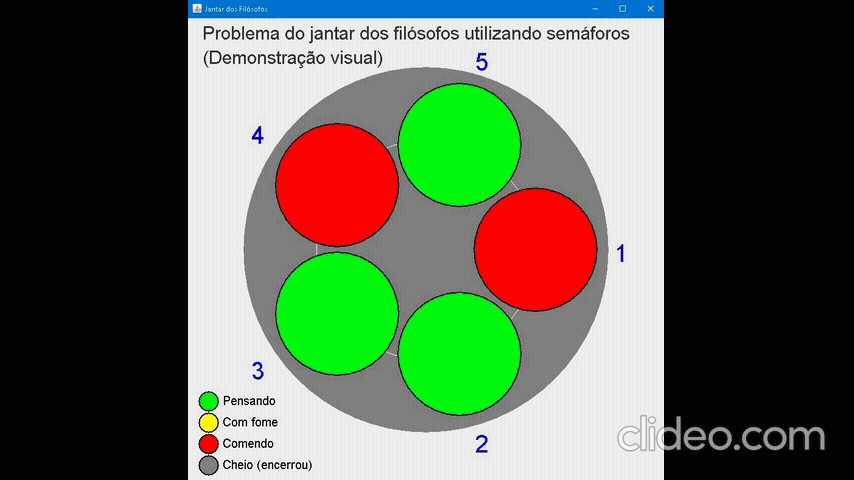 Jantar dos Filósofos
Problema do jantar dos filósofos utilizando semáforos
(Demonstração visual)
5
4
1
3
2
Pensando
Com fome
Comendo
Cheio (encerrou)
clideo.com